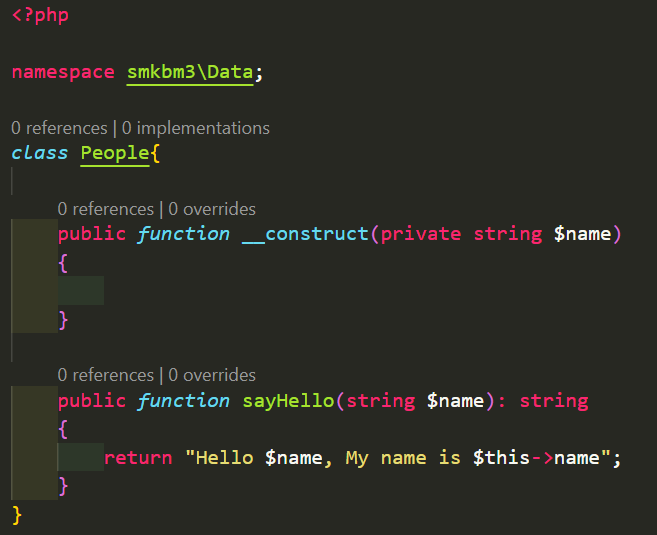 <?php
namespace smkbm3\Data;
0 references | 0 implementations
class People{
0 references | 0 overrides
public function __construct(private string $name)
{
}
0 references | 0 overrides
public function sayHello(string $name): string
{
return "Hello $name, My name is $this->name";
}
}